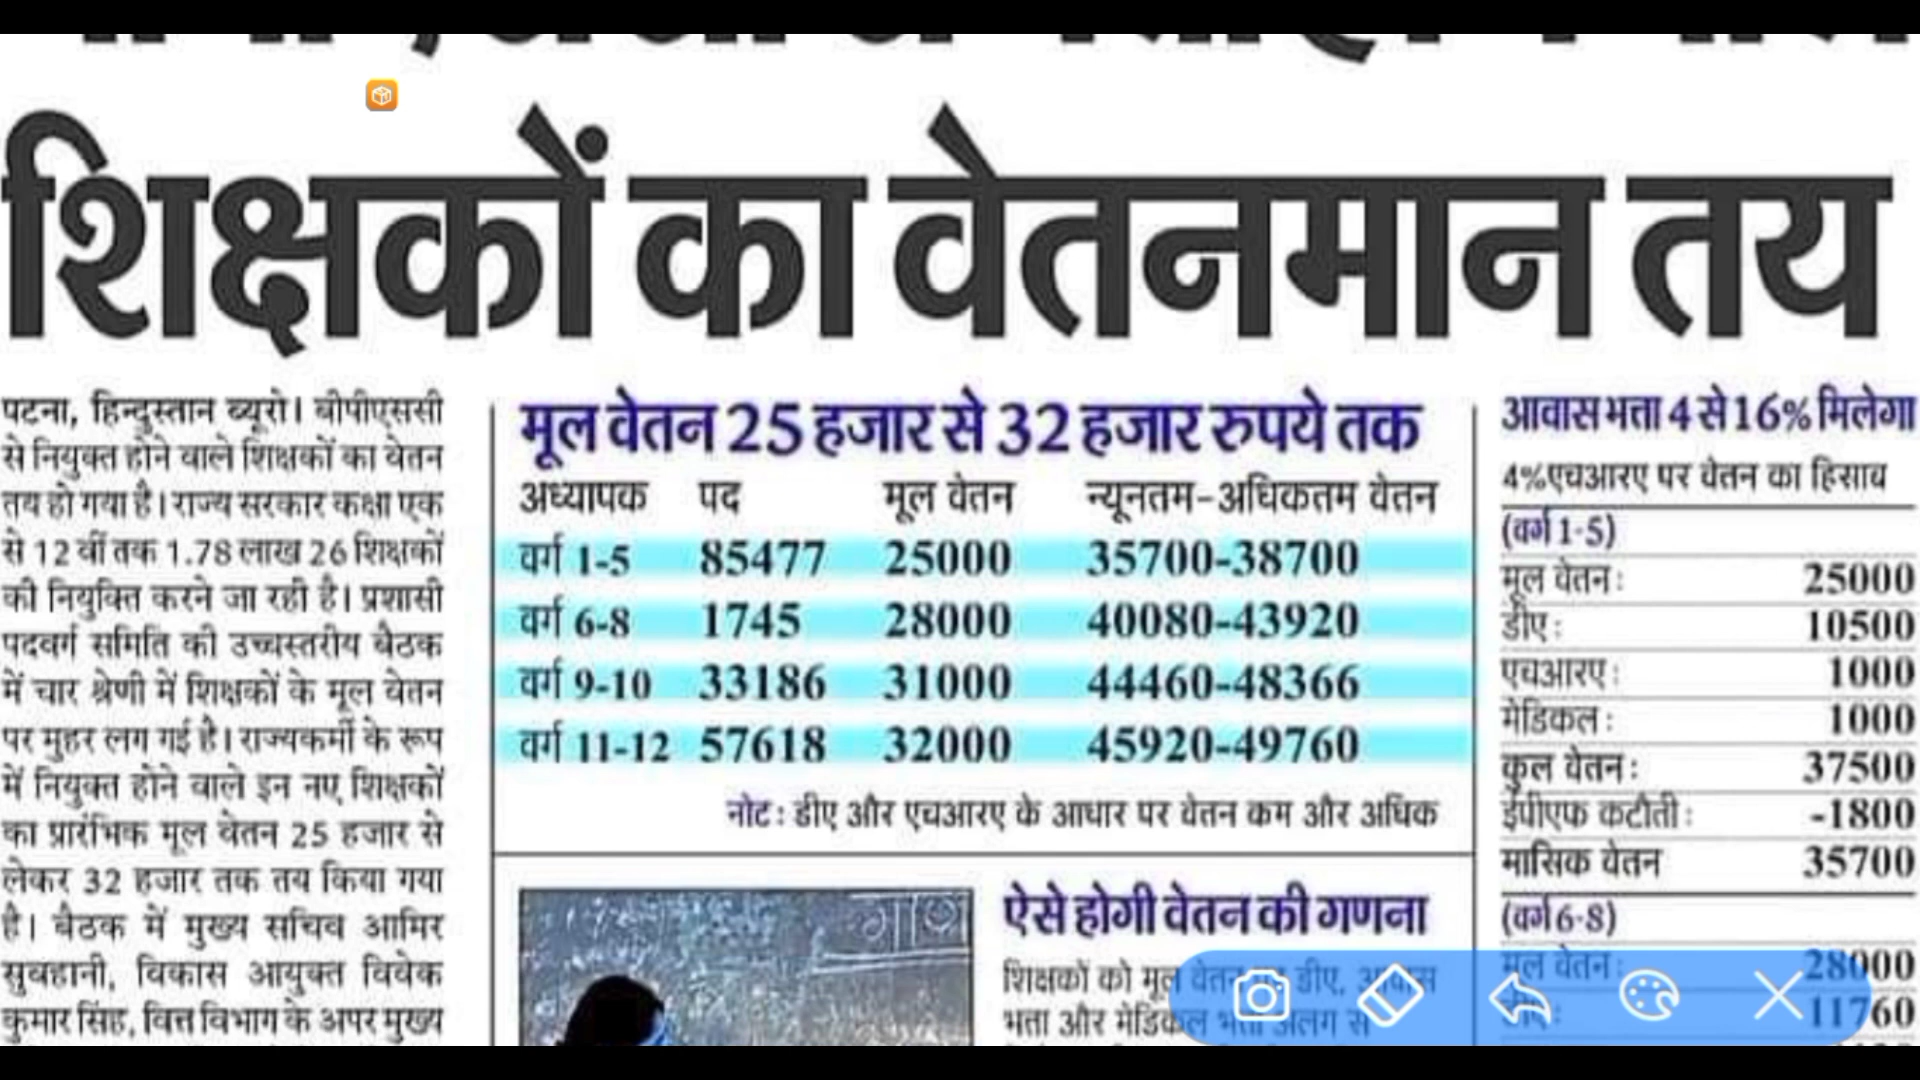 शिक्षकों का वेतनमान तय
पटना, हिन्दुस्तान ब्यूरो। बीपीएससी
से नियुक्त होने वाले शिक्षकों का वेतन
तय हो गया है। राज्य सरकार कक्षा एक
से 12 वीं तक 1.78 लाख 26 शिक्षकों
की नियुक्ति करने जा रही है। प्रशासी
पदवर्ग समिति की उच्चस्तरीय बैठक
में चार श्रेणी में शिक्षकों के मूल वेतन
पर मुहर लग गई है। राज्यकर्मी के रूप
में नियुक्त होने वाले इन नए शिक्षकों
का प्रारंभिक मूल वेतन 25 हजार से
लेकर 32 हजार तक तय किया गया
है। बैठक में मुख्य सचिव आमिर
सुबहानी, विकास आयुक्त विवेक
कुमार सिंह, वित्त विभाग के अपर मुख्य
मूल वेतन 25 हजार से 32 हजार रुपये तक
अध्यापक पद मूल वेतन न्यूनतम-अधिकतम वेतन
वर्ग 1-5 85477 25000 35700-38700
वर्ग 6-8 1745 28000 40080-43920
वर्ग 9-10 33186 31000 44460-48366
वर्ग 11-12 57618 32000 45920-49760
नोट: डीए और एचआरए के आधार पर वेतन कम और अधिक
ऐसे होगी वेतन की गणना
शिक्षकों को मूल वेतन डीए, आवास
भत्ता और मेडिकल भत्ता अलग से
आवास भत्ता 4 से 16% मिलेगा
4% एचआरए पर वेतन का हिसाब
(वर्ग 1-5)
मूल वेतन: 25000
डीए: 10500
एचआरए: 1000
मेडिकल: 1000
कुल वेतन: 37500
ईपीएफ कटौती: -1800
मासिक वेतन 35700
(वर्ग 6-8)
मूल वेतन: 28000
डीए: 11760